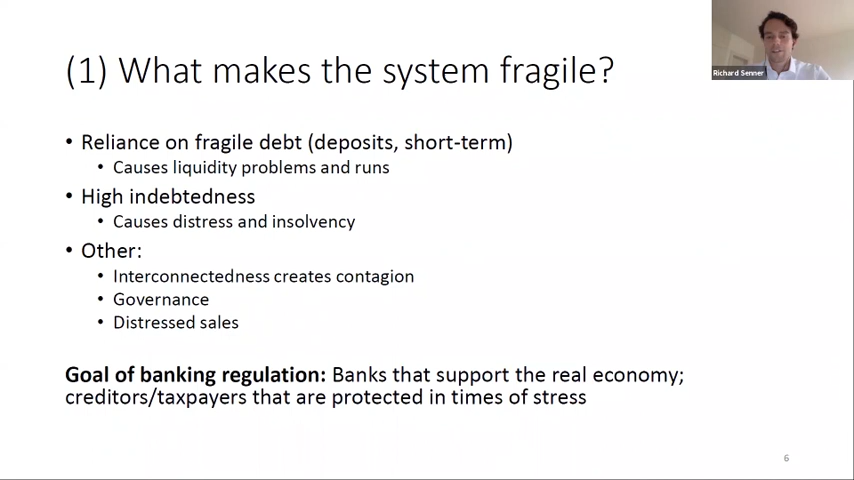 (1) What makes the system fragile?
Richard Senner
• Reliance on fragile debt (deposits, short-term)
• Causes liquidity problems and runs
• High indebtedness
• Causes distress and insolvency
• Other:
• Interconnectedness creates contagion
• Governance
• Distressed sales
Goal of banking regulation: Banks that support the real economy;
creditors/taxpayers that are protected in times of stress
6